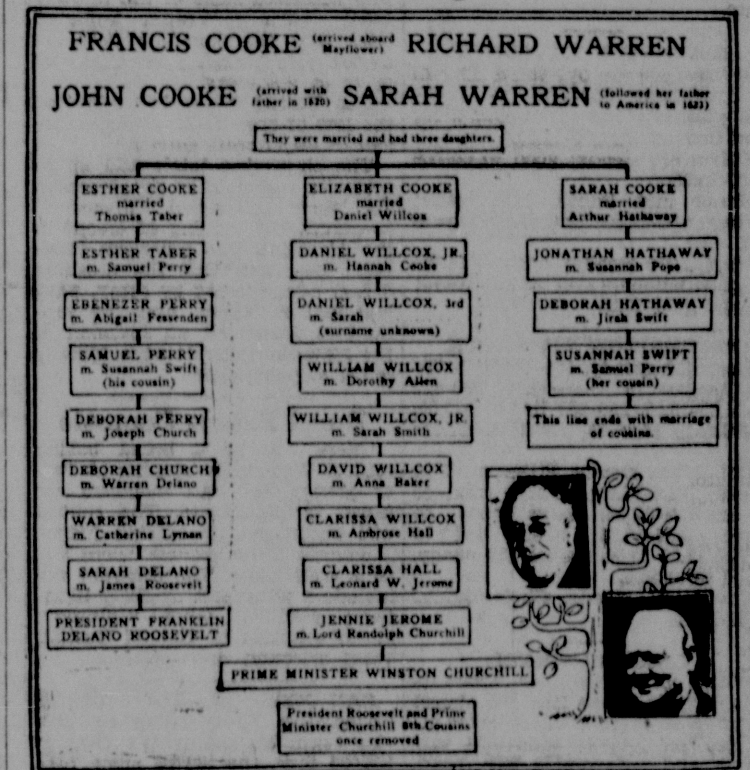 FRANCIS COOKE (arrived aboard Mayflower) RICHARD WARREN
JOHN COOKE (arrived with father in 1620) SARAH WARREN (followed her father to America in 1623)
They were married and had three daughters.
ESTHER COOKE
married
Thomas Taber
ESTHER TABER
m. Samuel Perry
EBENEZER PERRY
m. Abigail Fessenden
SAMUEL PERRY
m. Susannah Swift
(his cousin)
DEBORAH PERRY
m. Joseph Church
DEBORAH CHURCH
m. Warren Delano
WARREN DELANO
m. Catherine Lyman
SARAH DELANO
m. James Roosevelt
PRESIDENT FRANKLIN
DELANO ROOSEVELT
ELIZABETH COOKE
married
Daniel Willcox
DANIEL WILLCOX, JR.
m. Hannah Cooke
DANIEL WILLCOX, 3rd
m. Sarah
(surname unknown)
WILLIAM WILLCOX
m. Dorothy Allen
WILLIAM WILLCOX, JR.
m. Sarah Smith
DAVID WILLCOX
m. Anna Baker
CLARISSA WILLCOX
m. Ambrose Hall
CLARISSA HALL
m. Leonard W. Jerome
JENNIE JEROME
m. Lord Randolph Churchill
PRIME MINISTER WINSTON CHURCHILL
SARAH COOKE
married
Arthur Hathaway
JONATHAN HATHAWAY
m. Susannah Pope
DEBORAH HATHAWAY
m. Jirah Swift
SUSANNAH SWIFT
m. Samuel Perry
(her cousin)
This line ends with marriage
of cousins.
President Roosevelt and Prime
Minister Churchill 8th Cousins
once removed